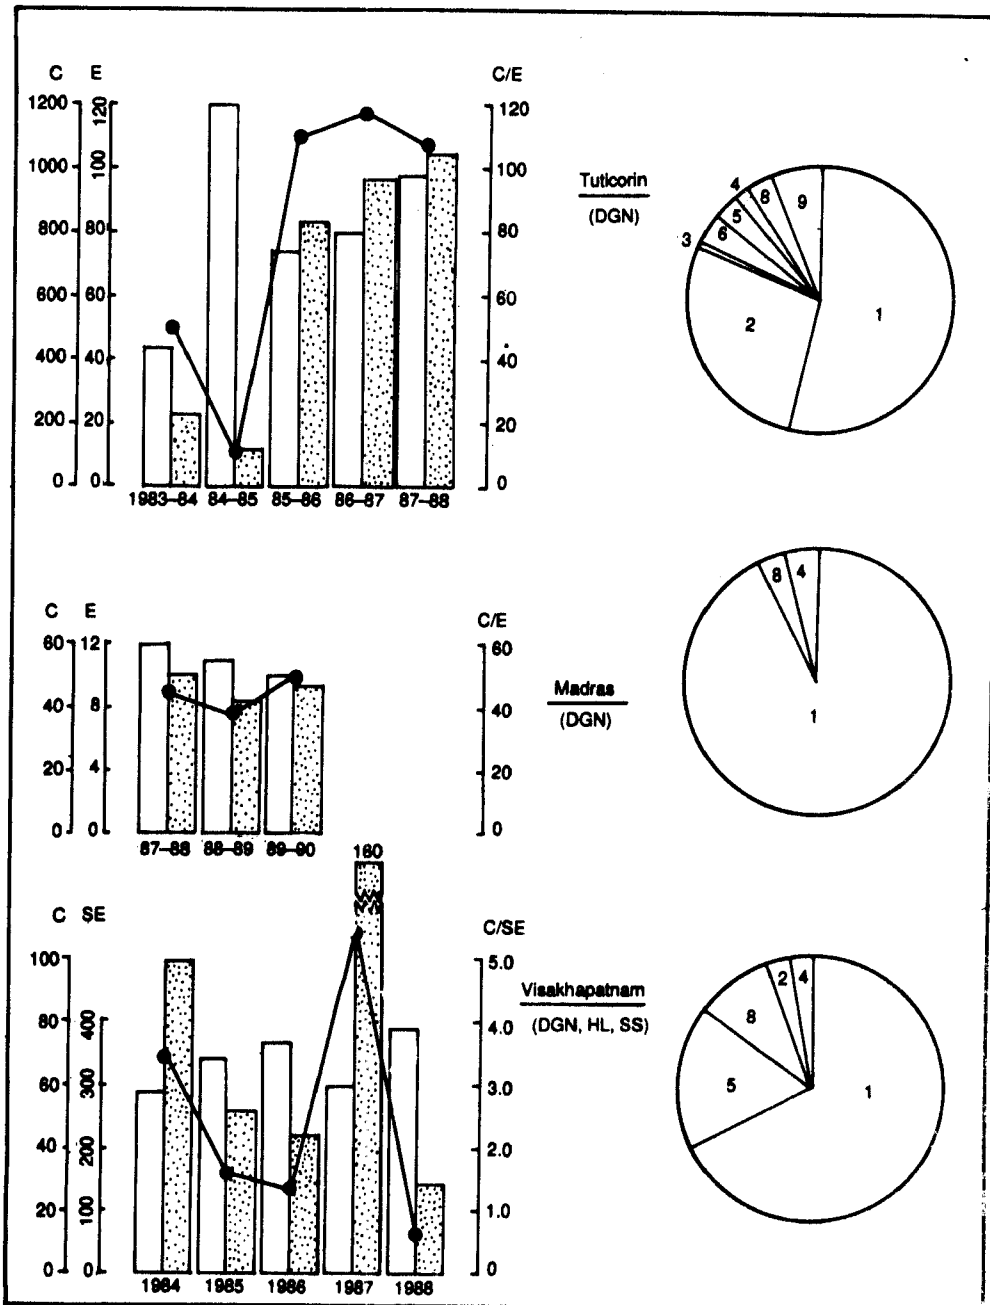 C E C/E
1200 120 120
1000 100 100
800 80 80
600 60 60
400 40 40
200 20 20
0 0 0
1983–84 84–85 85–86 86–87 87–88
Tuticorin
(DGN)
4 8 9
5
6
3
2 1
C E C/E
60 12 60
40 8 40
20 4 20
0 0 0
87–88 88–89 89–90
Madras
(DGN)
8 4
1
160
C SE C/SE
100 5.0
80 400 4.0
60 300 3.0
40 200 2.0
20 100 1.0
0 0 0
1984 1985 1986 1987 1988
Visakhapatnam
(DGN, HL, SS)
2 4
8
5 1